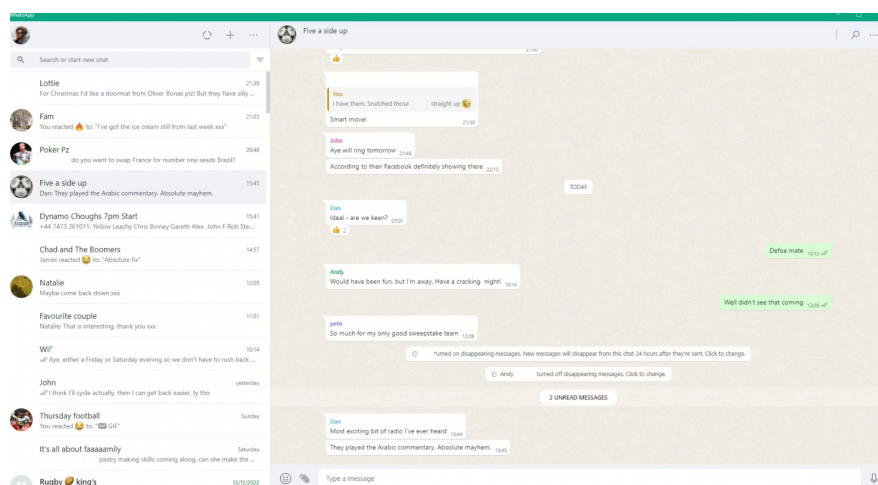 WhatsApp
Search or start new chat
Lottie 21:39
For Christmas I'd like a doormat from Oliver Bonas plz! But they have silly ...
Fam 21:03
You reacted 🔥 to: "I've got the ice cream still from last week xxx"
Poker Pz 20:48
do you want to swap France for number one seeds Brazil?
Five a side up 15:45
Dan: They played the Arabic commentary. Absolute mayhem.
Dynamo Choughs 7pm Start 15:41
+44 7473 261011: Yellow Leachy Chris Binney Gareth Alex John F Rob Ste...
Chad and The Boomers 14:57
James reacted 😂 to: "Absolute fix"
Natalie 12:05
Maybe come back down xxx
Favourite couple 11:01
Natalie: That is interesting, thank you xxx
Wil' 10:14
Aye, either a Friday or Saturday evening so we don't have to rush back ...
John yesterday
I think I'll cycle actually, then I can get back easier, ty tho
Thursday football Sunday
You reacted 😂 to: "GIF"
It's all about faaaaamily Saturday
pastry making skills coming along, can she make the ...
Rugby 🏉 king's 13/11/2022
Five a side up
👍
You
I have them. Snatched those straight up 😉
Smart move! 21:30
John
Aye will ring tomorrow 21:46
According to their Facebook definitely showing there 22:15
TODAY
Dan
Ideal - are we keen? 07:01
👍 2
Defoe mate 10:12
Andy
Would have been fun, but I'm away. Have a cracking night! 10:14
Well didn't see that coming 12:06
pete
So much for my only good sweepstake team 12:09
turned on disappearing messages. New messages will disappear from this chat 24 hours after they're sent. Click to change.
Andy turned off disappearing messages. Click to change.
2 UNREAD MESSAGES
Dan
Most exciting bit of radio I've ever heard 15:44
They played the Arabic commentary. Absolute mayhem. 15:45
Type a message